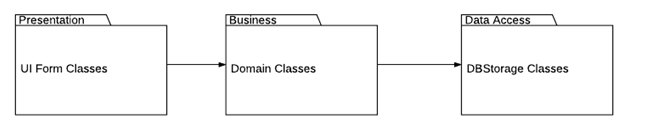 Presentation
UI Form Classes
Business
Domain Classes
Data Access
DBStorage Classes